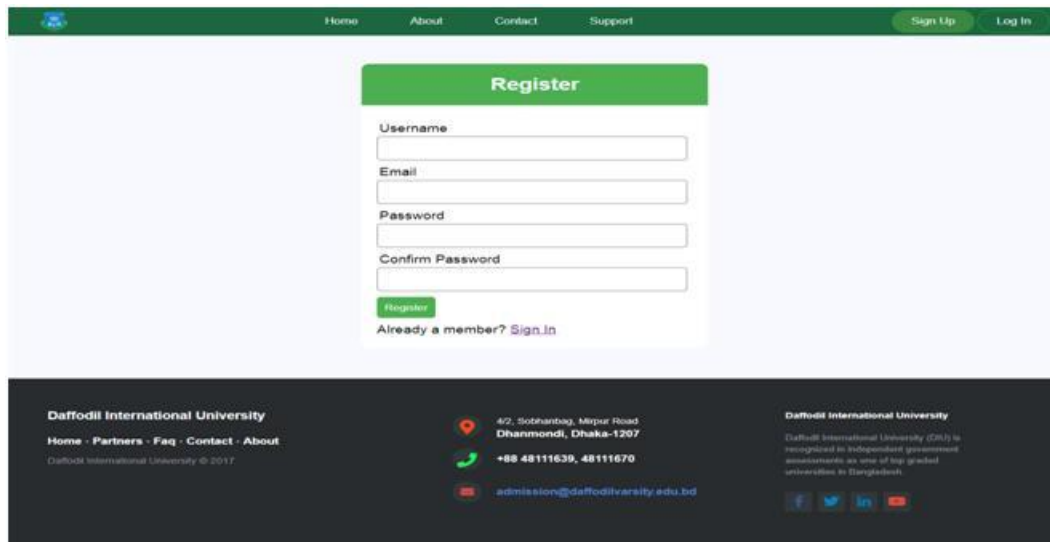 Home About Contact Support Sign Up Log In
Register
Username
Email
Password
Confirm Password
Register
Already a member? Sign In
Daffodil International University
Home - Partners - Faq - Contact - About
Daffodil International University © 2017
4/2, Sobhanbag, Mirpur Road
Dhanmondi, Dhaka-1207
+88 48111639, 48111670
admission@daffodilvarsity.edu.bd
Daffodil International University
Daffodil International University (DIU) is
recognized in independent government
assessments as one of top graded
universities in Bangladesh.